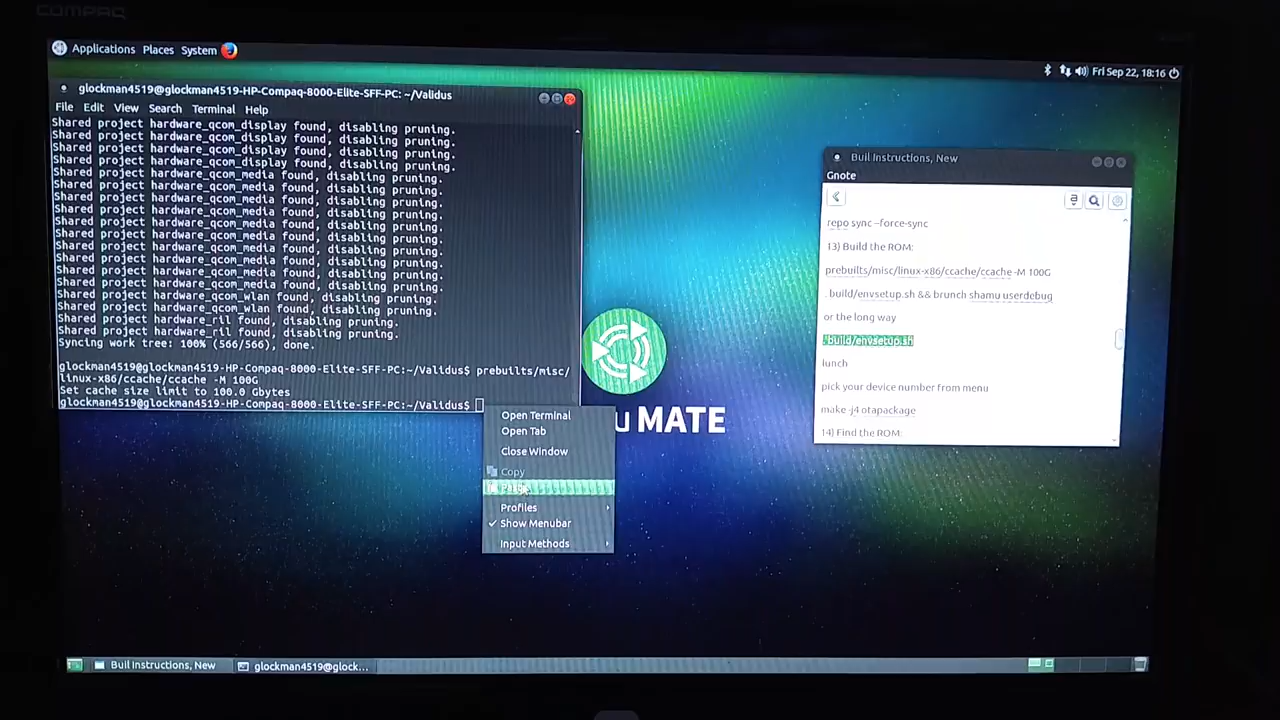 COMPAQ
Applications Places System
Fri Sep 22, 18:16
glockman4519@glockman4519-HP-Compaq-8000-Elite-SFF-PC: ~/Validus
File Edit View Search Terminal Help
Shared project hardware_qcom_display found, disabling pruning.
Shared project hardware_qcom_display found, disabling pruning.
Shared project hardware_qcom_display found, disabling pruning.
Shared project hardware_qcom_display found, disabling pruning.
Shared project hardware_qcom_media found, disabling pruning.
Shared project hardware_qcom_media found, disabling pruning.
Shared project hardware_qcom_media found, disabling pruning.
Shared project hardware_qcom_media found, disabling pruning.
Shared project hardware_qcom_media found, disabling pruning.
Shared project hardware_qcom_media found, disabling pruning.
Shared project hardware_qcom_media found, disabling pruning.
Shared project hardware_qcom_media found, disabling pruning.
Shared project hardware_qcom_media found, disabling pruning.
Shared project hardware_qcom_media found, disabling pruning.
Shared project hardware_qcom_wlan found, disabling pruning.
Shared project hardware_qcom_wlan found, disabling pruning.
Shared project hardware_ril found, disabling pruning.
Shared project hardware_ril found, disabling pruning.
Syncing work tree: 100% (566/566), done.
glockman4519@glockman4519-HP-Compaq-8000-Elite-SFF-PC:~/Validus$ prebuilts/misc/
linux-x86/ccache/ccache -M 100G
Set cache size limit to 100.0 Gbytes
glockman4519@glockman4519-HP-Compaq-8000-Elite-SFF-PC:~/Validus$
Open Terminal
Open Tab
Close Window
Copy
Paste
Profiles
Show Menubar
Input Methods
u MATE
Buil Instructions, New
Gnote
repo sync –force-sync
13) Build the ROM:
prebuilts/misc/linux-x86/ccache/ccache -M 100G
. build/envsetup.sh && brunch shamu userdebug
or the long way
. build/envsetup.sh
lunch
pick your device number from menu
make -j4 otapackage
14) Find the ROM:
Buil Instructions, New
glockman4519@glock...